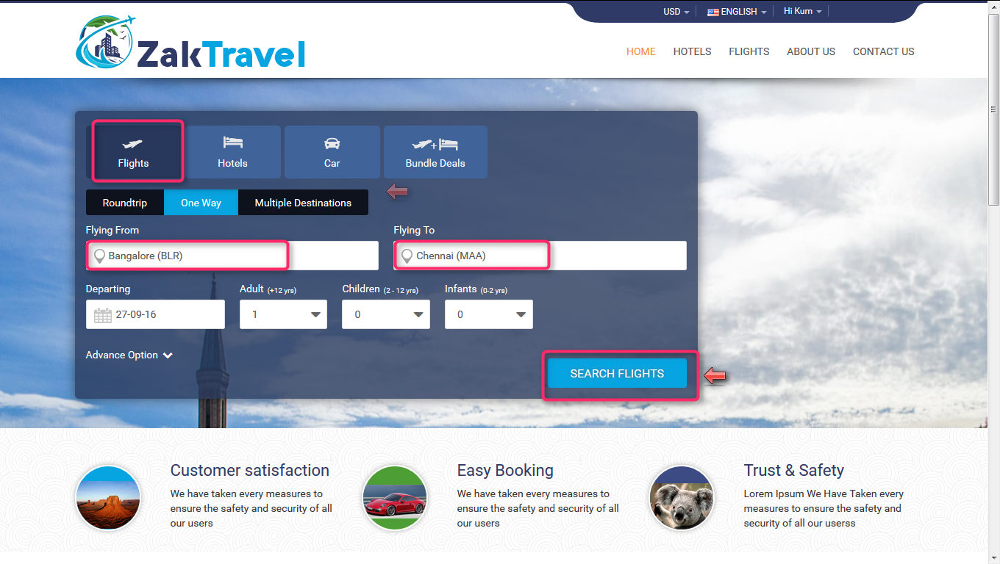 USD ENGLISH Hi Kum
ZakTravel
HOME HOTELS FLIGHTS ABOUT US CONTACT US
Flights Hotels Car + Bundle Deals
Roundtrip One Way Multiple Destinations
Flying From Flying To
Bangalore (BLR) Chennai (MAA)
Departing Adult (+12 yrs) Children (2 - 12 yrs) Infants (0-2 yrs)
27-09-16 1 0 0
Advance Option
SEARCH FLIGHTS
Customer satisfaction
We have taken every measures to
ensure the safety and security of all
our users
Easy Booking
We have taken every measures to
ensure the safety and security of all
our users
Trust & Safety
Lorem Ipsum We Have Taken every
measures to ensure the safety and
security of all our userss